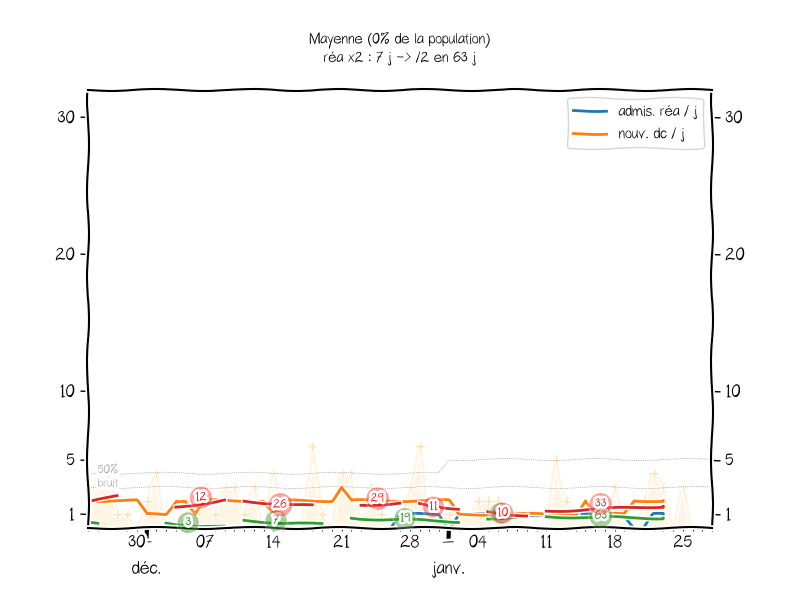 Mayenne (0% de la population)
réa x2 : 7 j -> /2 en 63 j
admis. réa / j
nouv. dc / j
30 30
20 20
10 10
5 5
1 1
50%
bruit
12 26 29 11 10 33
3 7 19 63
30 07 14 21 28 04 11 18 25
déc. janv.